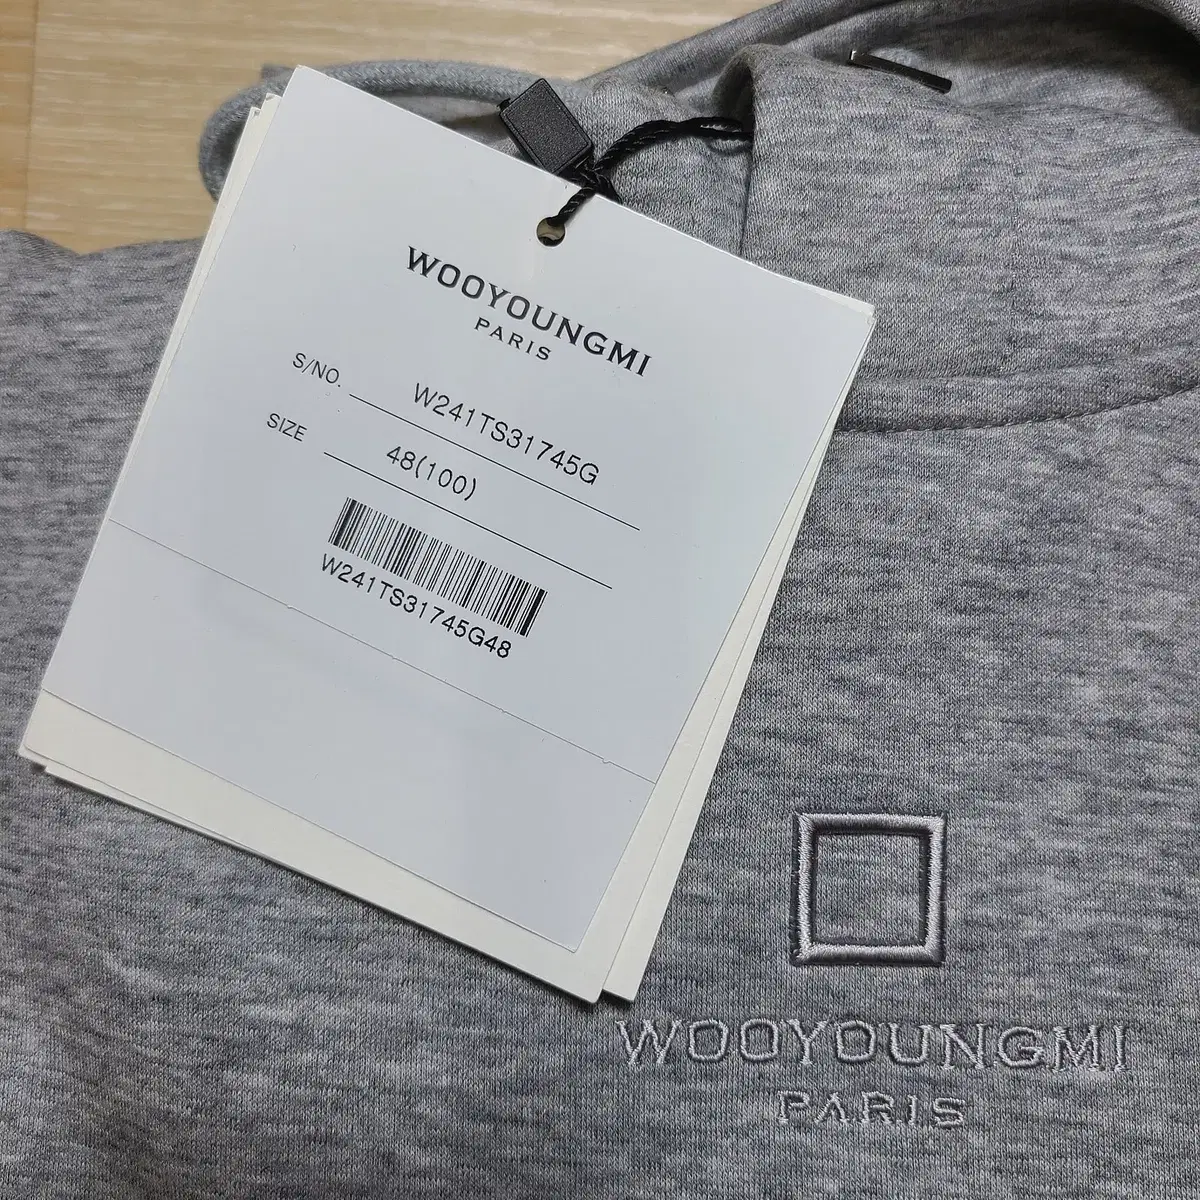 WOOYOUNGMI
PARIS
S/NO. W241TS31745G
SIZE 48(100)
W241TS31745G48
WOOYOUNGMI
PARIS